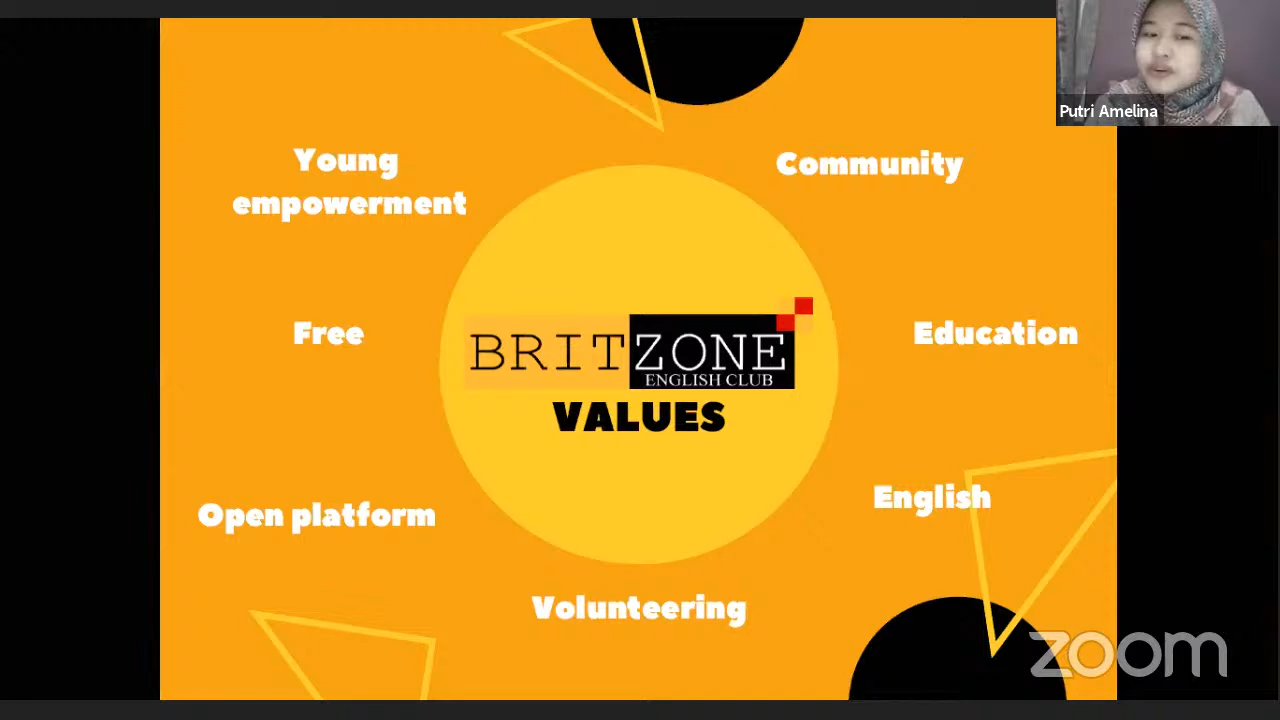 Putri Amelina
Young
empowerment
Community
Free
Education
BRITZONE
ENGLISH CLUB
VALUES
Open platform
English
Volunteering
zoom